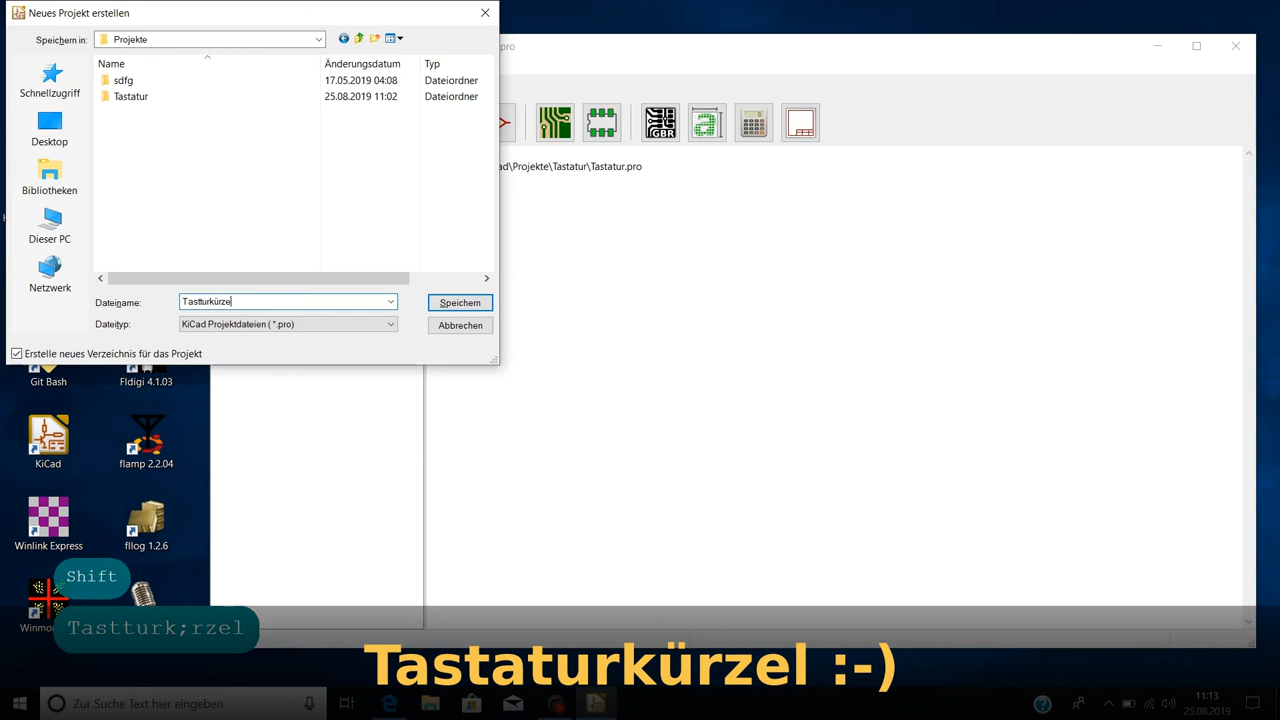 Neues Projekt erstellen
Speichern in:
Projekte
Name
Änderungsdatum
Typ
sdfg
17.05.2019 04:08
Dateiordner
Tastatur
25.08.2019 11:02
Dateiordner
Schnellzugriff
Desktop
Bibliotheken
Dieser PC
Netzwerk
Dateiname:
Tastturkürze
Speichern
Dateityp:
KiCad Projektdateien ( *.pro)
Abbrechen
Erstelle neues Verzeichnis für das Projekt
pro
GBR
a
ad\Projekte\Tastatur\Tastatur.pro
Git Bash
Fldigi 4.1.03
KiCad
flamp 2.2.04
Winlink Express
fllog 1.2.6
Shift
Winmo
Tastturk;rzel
Tastaturkürzel :-)
Zur Suche Text hier eingeben
11:13
25.08.2019